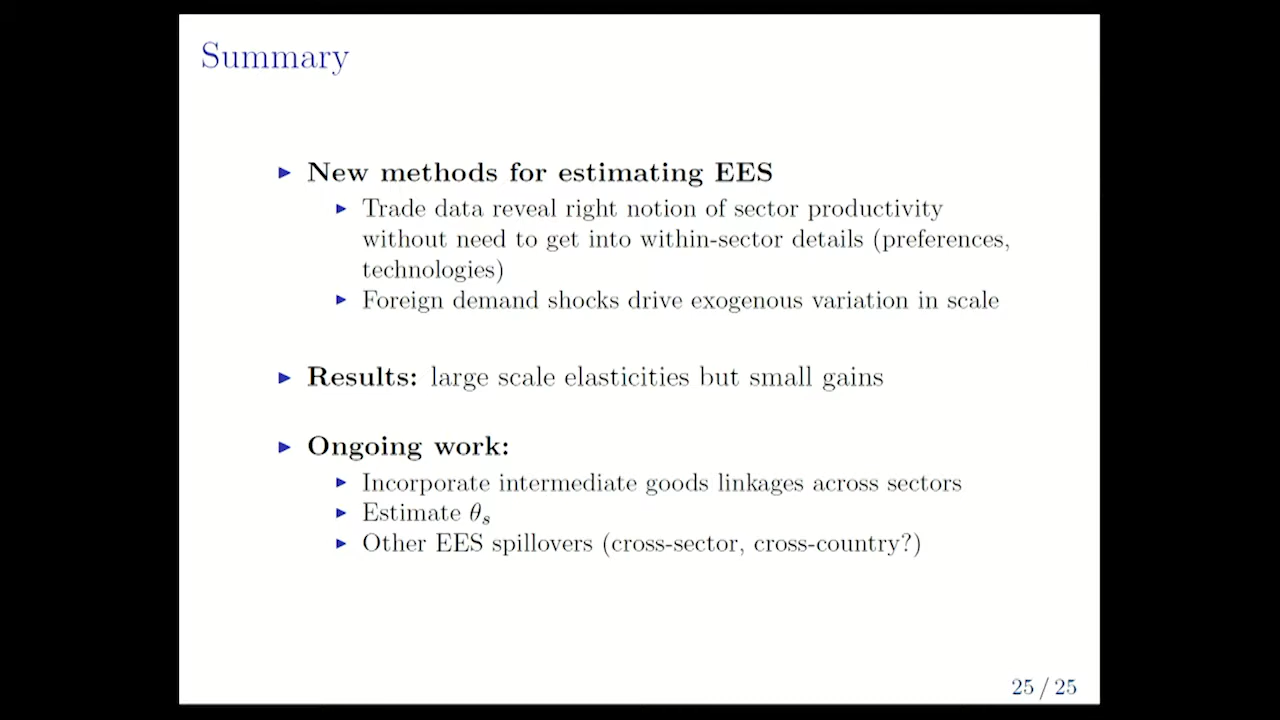 Summary
▶ New methods for estimating EES
▶ Trade data reveal right notion of sector productivity
without need to get into within-sector details (preferences,
technologies)
▶ Foreign demand shocks drive exogenous variation in scale
▶ Results: large scale elasticities but small gains
▶ Ongoing work:
▶ Incorporate intermediate goods linkages across sectors
▶ Estimate θₛ
▶ Other EES spillovers (cross-sector, cross-country?)
25 / 25